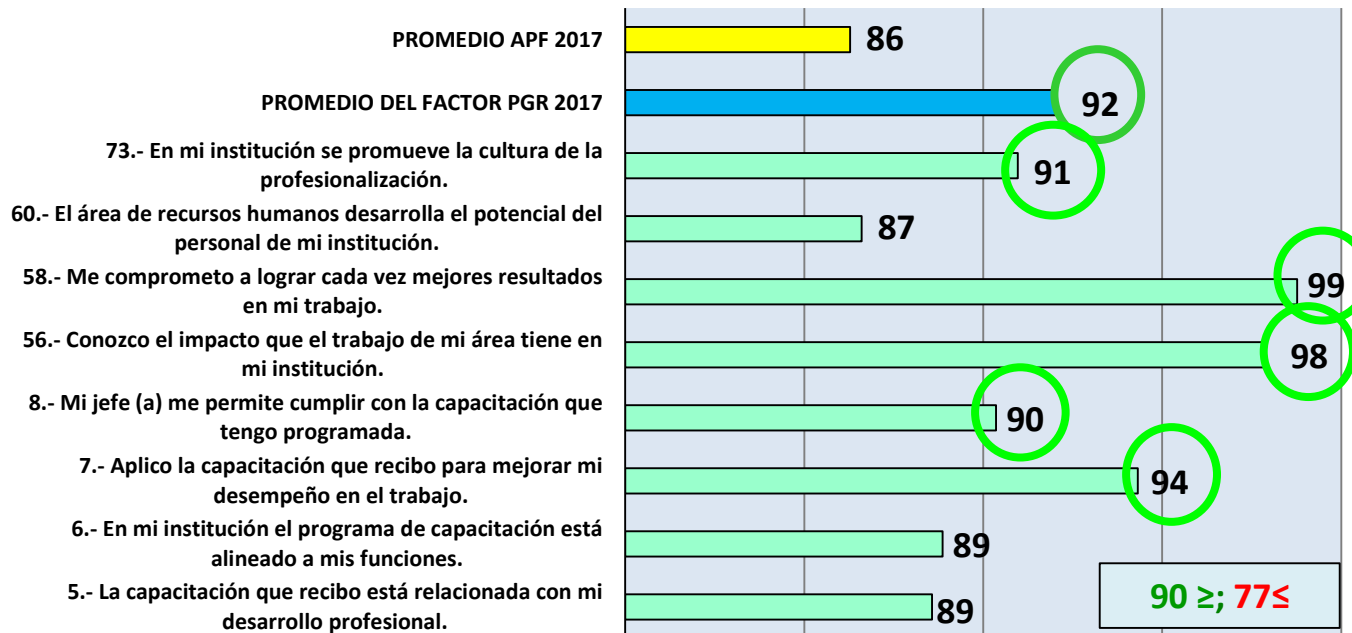 PROMEDIO APF 2017
86
PROMEDIO DEL FACTOR PGR 2017
92
73.- En mi institución se promueve la cultura de la
profesionalización.
91
60.- El área de recursos humanos desarrolla el potencial del
personal de mi institución.
87
58.- Me comprometo a lograr cada vez mejores resultados
en mi trabajo.
99
56.- Conozco el impacto que el trabajo de mi área tiene en
mi institución.
98
8.- Mi jefe (a) me permite cumplir con la capacitación que
tengo programada.
90
7.- Aplico la capacitación que recibo para mejorar mi
desempeño en el trabajo.
94
6.- En mi institución el programa de capacitación está
alineado a mis funciones.
89
5.- La capacitación que recibo está relacionada con mi
desarrollo profesional.
89
90 ≥; 77≤